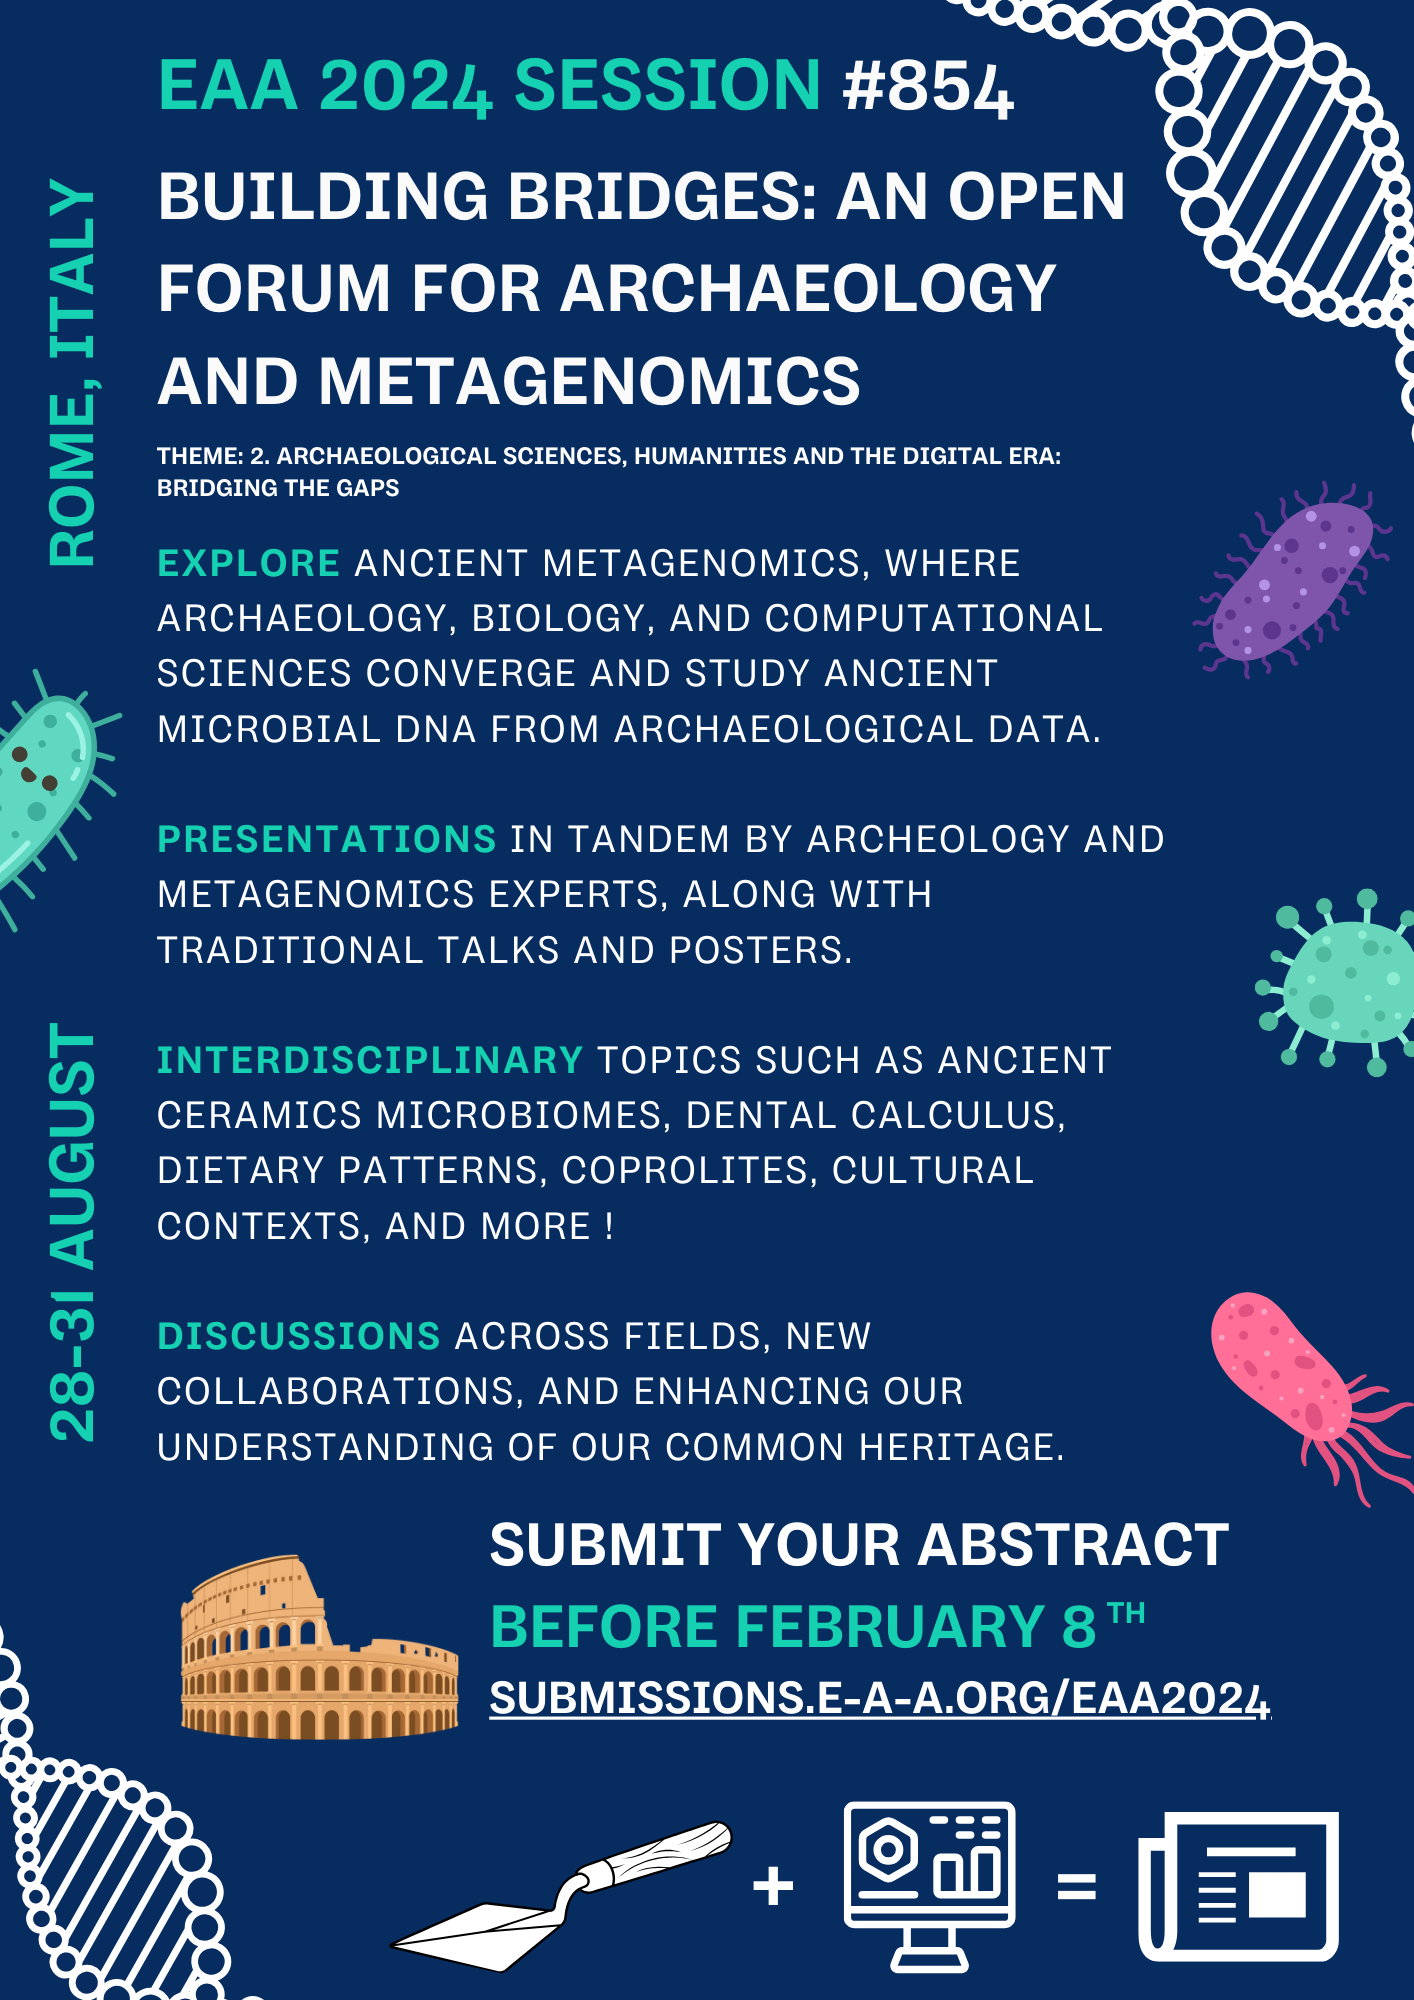 EAA 2024 SESSION #854
BUILDING BRIDGES: AN OPEN
FORUM FOR ARCHAEOLOGY
AND METAGENOMICS
THEME: 2. ARCHAEOLOGICAL SCIENCES, HUMANITIES AND THE DIGITAL ERA:
BRIDGING THE GAPS
ROME, ITALY
28-31 AUGUST
EXPLORE ANCIENT METAGENOMICS, WHERE
ARCHAEOLOGY, BIOLOGY, AND COMPUTATIONAL
SCIENCES CONVERGE AND STUDY ANCIENT
MICROBIAL DNA FROM ARCHAEOLOGICAL DATA.
PRESENTATIONS IN TANDEM BY ARCHEOLOGY AND
METAGENOMICS EXPERTS, ALONG WITH
TRADITIONAL TALKS AND POSTERS.
INTERDISCIPLINARY TOPICS SUCH AS ANCIENT
CERAMICS MICROBIOMES, DENTAL CALCULUS,
DIETARY PATTERNS, COPROLITES, CULTURAL
CONTEXTS, AND MORE !
DISCUSSIONS ACROSS FIELDS, NEW
COLLABORATIONS, AND ENHANCING OUR
UNDERSTANDING OF OUR COMMON HERITAGE.
SUBMIT YOUR ABSTRACT
BEFORE FEBRUARY 8TH
SUBMISSIONS.E-A-A.ORG/EAA2024
+ =